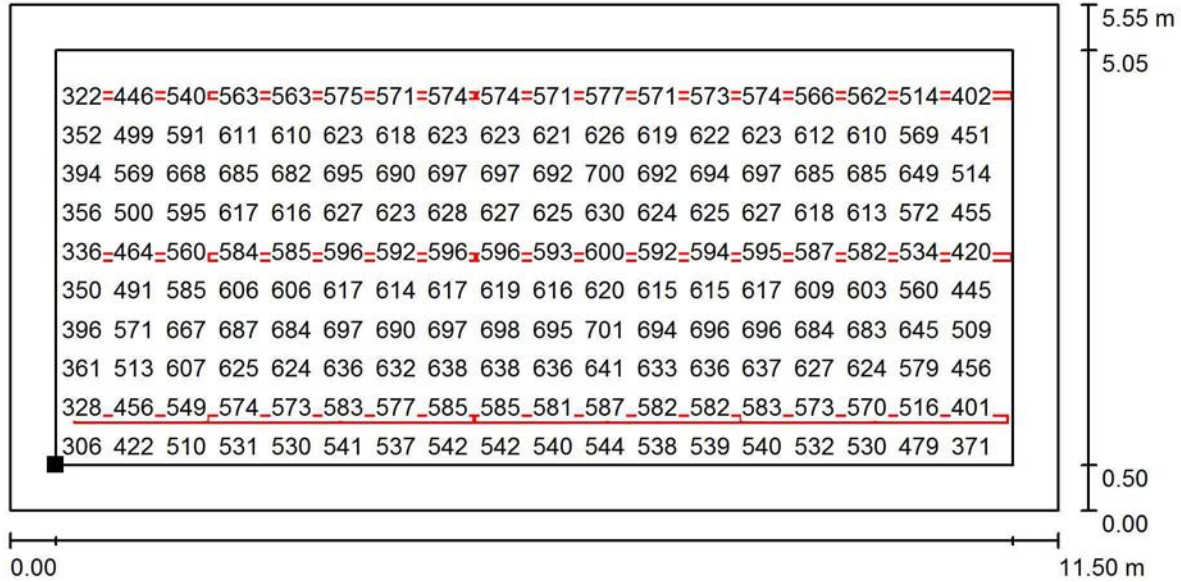 5.55 m
5.05
322 446 540 563 563 575 571 574 574 571 577 571 573 574 566 562 514 402
352 499 591 611 610 623 618 623 623 621 626 619 622 623 612 610 569 451
394 569 668 685 682 695 690 697 697 692 700 692 694 697 685 685 649 514
356 500 595 617 616 627 623 628 627 625 630 624 625 627 618 613 572 455
336 464 560 584 585 596 592 596 596 593 600 592 594 595 587 582 534 420
350 491 585 606 606 617 614 617 619 616 620 615 615 617 609 603 560 445
396 571 667 687 684 697 690 697 698 695 701 694 696 696 684 683 645 509
361 513 607 625 624 636 632 638 638 636 641 633 636 637 627 624 579 456
328 456 549 574 573 583 577 585 585 581 587 582 582 583 573 570 516 401
306 422 510 531 530 541 537 542 542 540 544 538 539 540 532 530 479 371
0.50
0.00
0.00 11.50 m